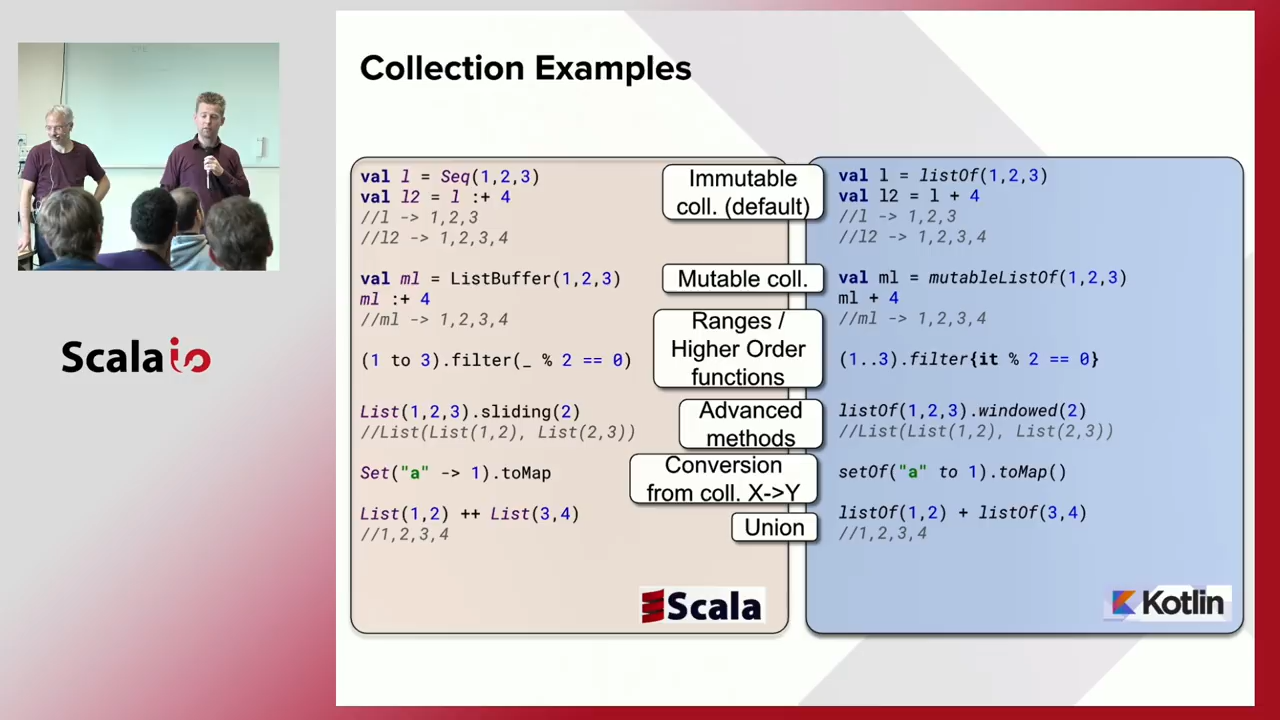 Collection Examples
val l = Seq(1,2,3)
val l2 = l :+ 4
//l -> 1,2,3
//l2 -> 1,2,3,4
val ml = ListBuffer(1,2,3)
ml :+ 4
//ml -> 1,2,3,4
(1 to 3).filter(_ % 2 == 0)
List(1,2,3).sliding(2)
//List(List(1,2), List(2,3))
Set("a" -> 1).toMap
List(1,2) ++ List(3,4)
//1,2,3,4
Scala
Immutable
coll. (default)
Mutable coll.
Ranges /
Higher Order
functions
Advanced
methods
Conversion
from coll. X->Y
Union
val l = listOf(1,2,3)
val l2 = l + 4
//l -> 1,2,3
//l2 -> 1,2,3,4
val ml = mutableListOf(1,2,3)
ml + 4
//ml -> 1,2,3,4
(1..3).filter{it % 2 == 0}
listOf(1,2,3).windowed(2)
//List(List(1,2), List(2,3))
setOf("a" to 1).toMap()
listOf(1,2) + listOf(3,4)
//1,2,3,4
Kotlin
Scala io